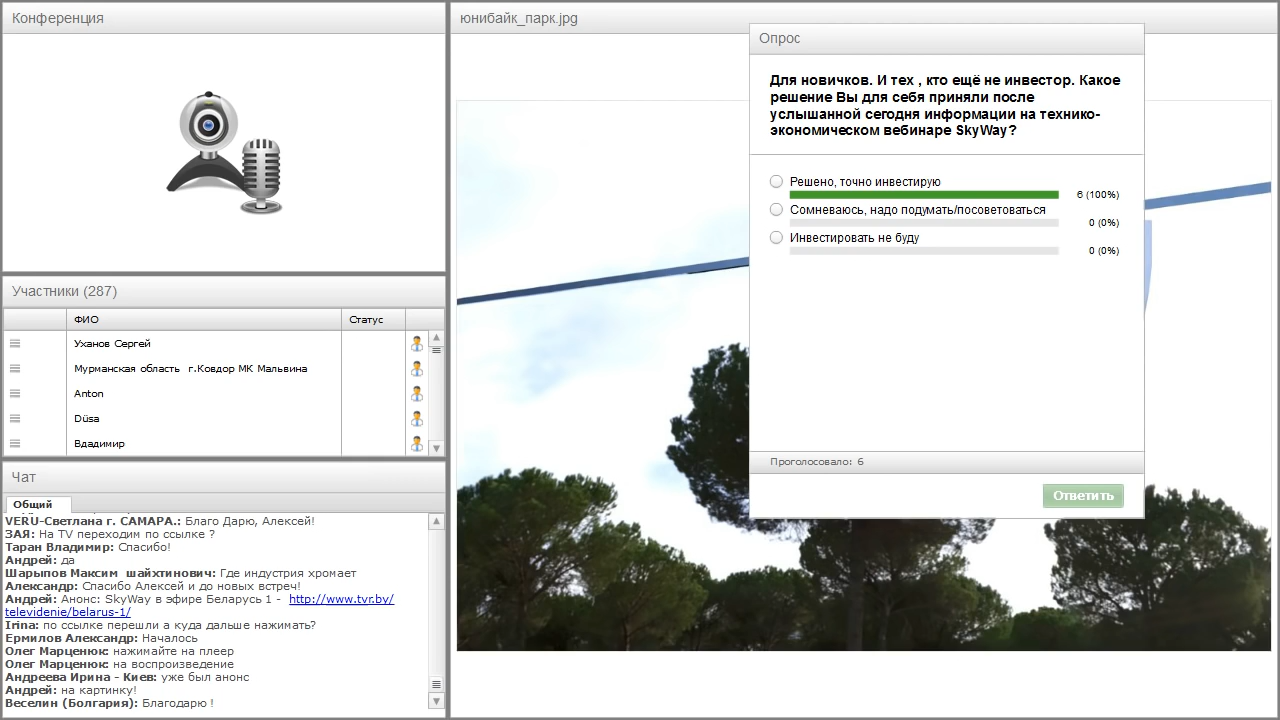 Конференция
Участники (287)
ФИО Статус
Уханов Сергей
Мурманская область г.Ковдор МК Мальвина
Anton
Düsa
Вдадимир
Чат
Общий
VERU-Светлана г. САМАРА.: Благо Дарю, Алексей!
ЗАЯ: На TV переходим по ссылке ?
Таран Владимир: Спасибо!
Андрей: да
Шарыпов Максим шайхтинович: Где индустрия хромает
Александр: Спасибо Алексей и до новых встреч!
Андрей: Анонс: SkyWay в эфире Беларусь 1 - http://www.tvr.by/
televidenie/belarus-1/
Irina: по ссылке перешли а куда дальше нажимать?
Ермилов Александр: Началось
Олег Марценюк: нажимайте на плеер
Олег Марценюк: на воспроизведение
Андреева Ирина - Киев: уже был анонс
Андрей: на картинку!
Веселин (Болгария): Благодарю !
юнибайк_парк.jpg
Опрос
Для новичков. И тех , кто ещё не инвестор. Какое
решение Вы для себя приняли после
услышанной сегодня информации на технико-
экономическом вебинаре SkyWay?
Решено, точно инвестирую
6 (100%)
Сомневаюсь, надо подумать/посоветоваться
0 (0%)
Инвестировать не буду
0 (0%)
Проголосовало: 6
Ответить